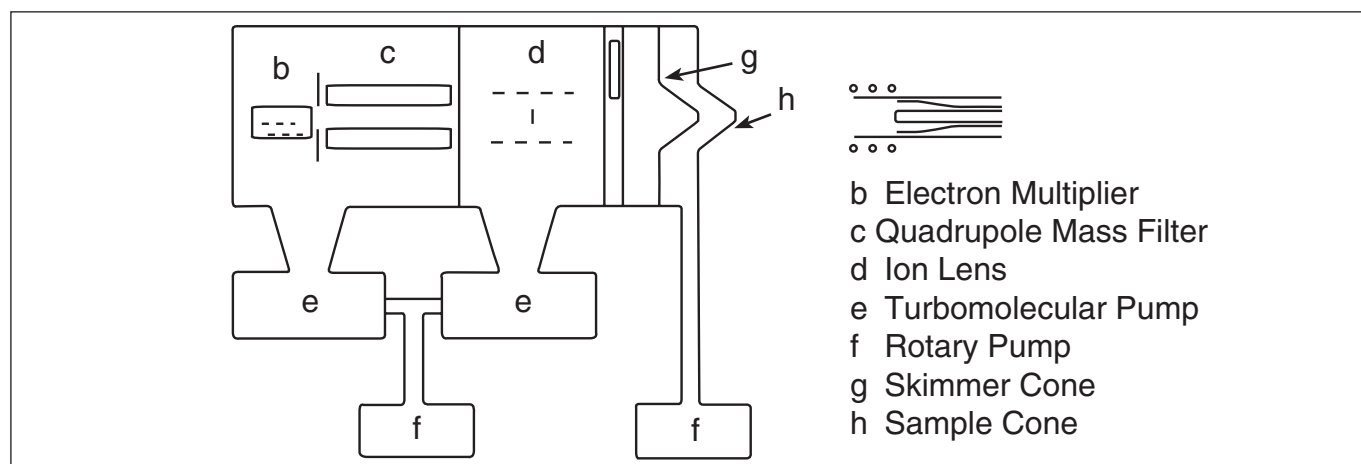 b
c
d
g
h
e
e
f
f
b Electron Multiplier
c Quadrupole Mass Filter
d Ion Lens
e Turbomolecular Pump
f Rotary Pump
g Skimmer Cone
h Sample Cone